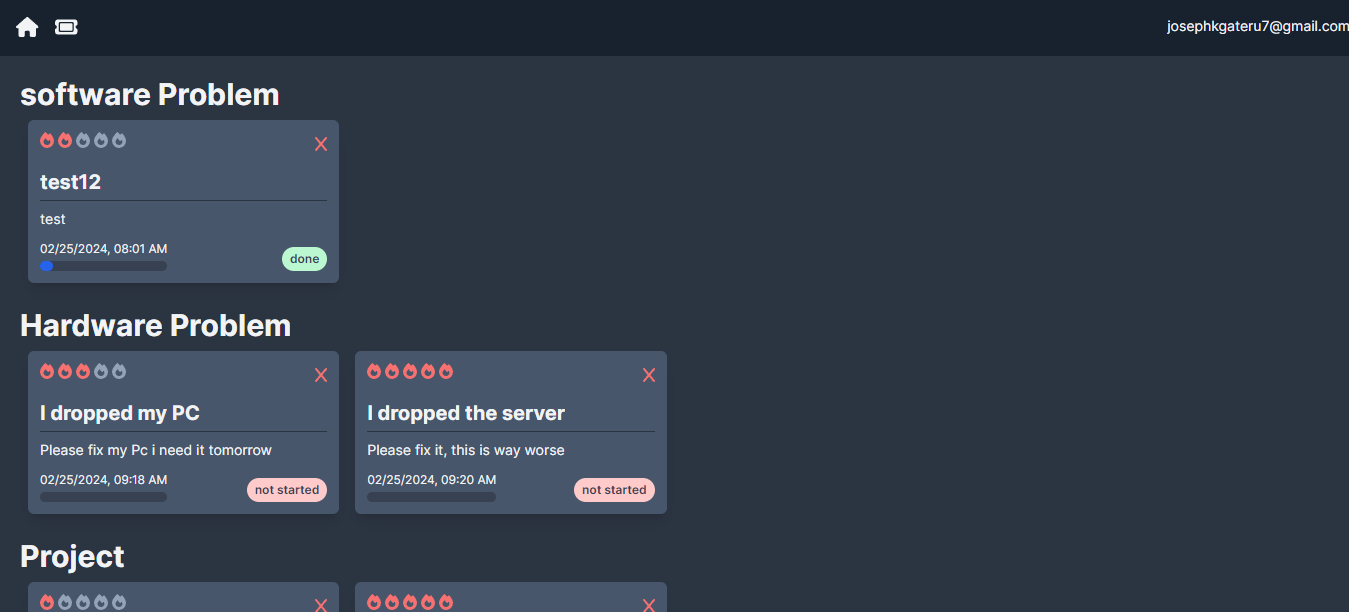 josephkgateru7@gmail.com
software Problem
test12
test
02/25/2024, 08:01 AM
done
Hardware Problem
I dropped my PC
Please fix my Pc i need it tomorrow
02/25/2024, 09:18 AM
not started
I dropped the server
Please fix it, this is way worse
02/25/2024, 09:20 AM
not started
Project